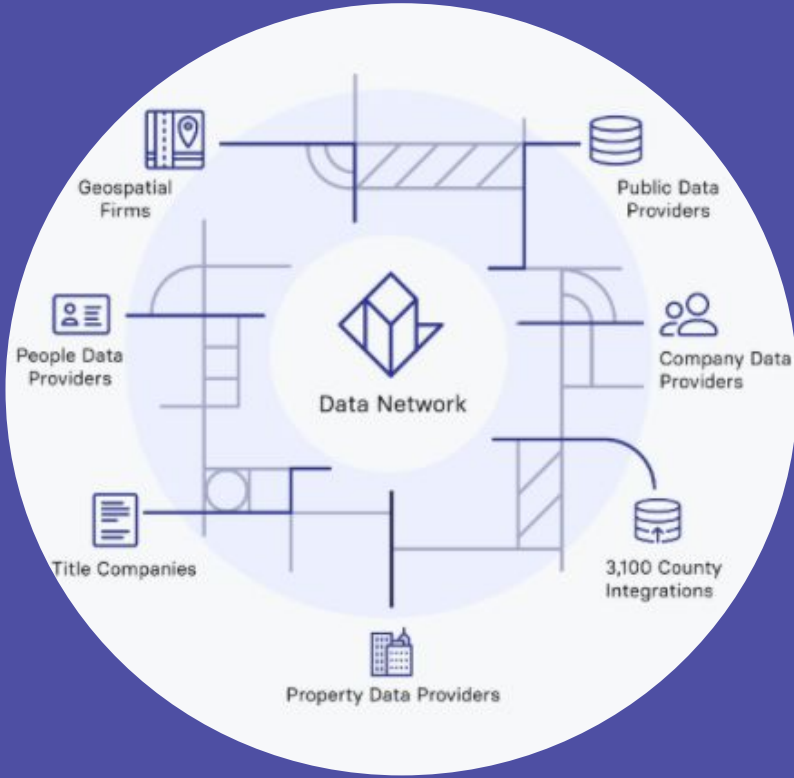 Geospatial
Firms
Public Data
Providers
People Data
Providers
Company Data
Providers
Data Network
Title Companies
3,100 County
Integrations
Property Data Providers